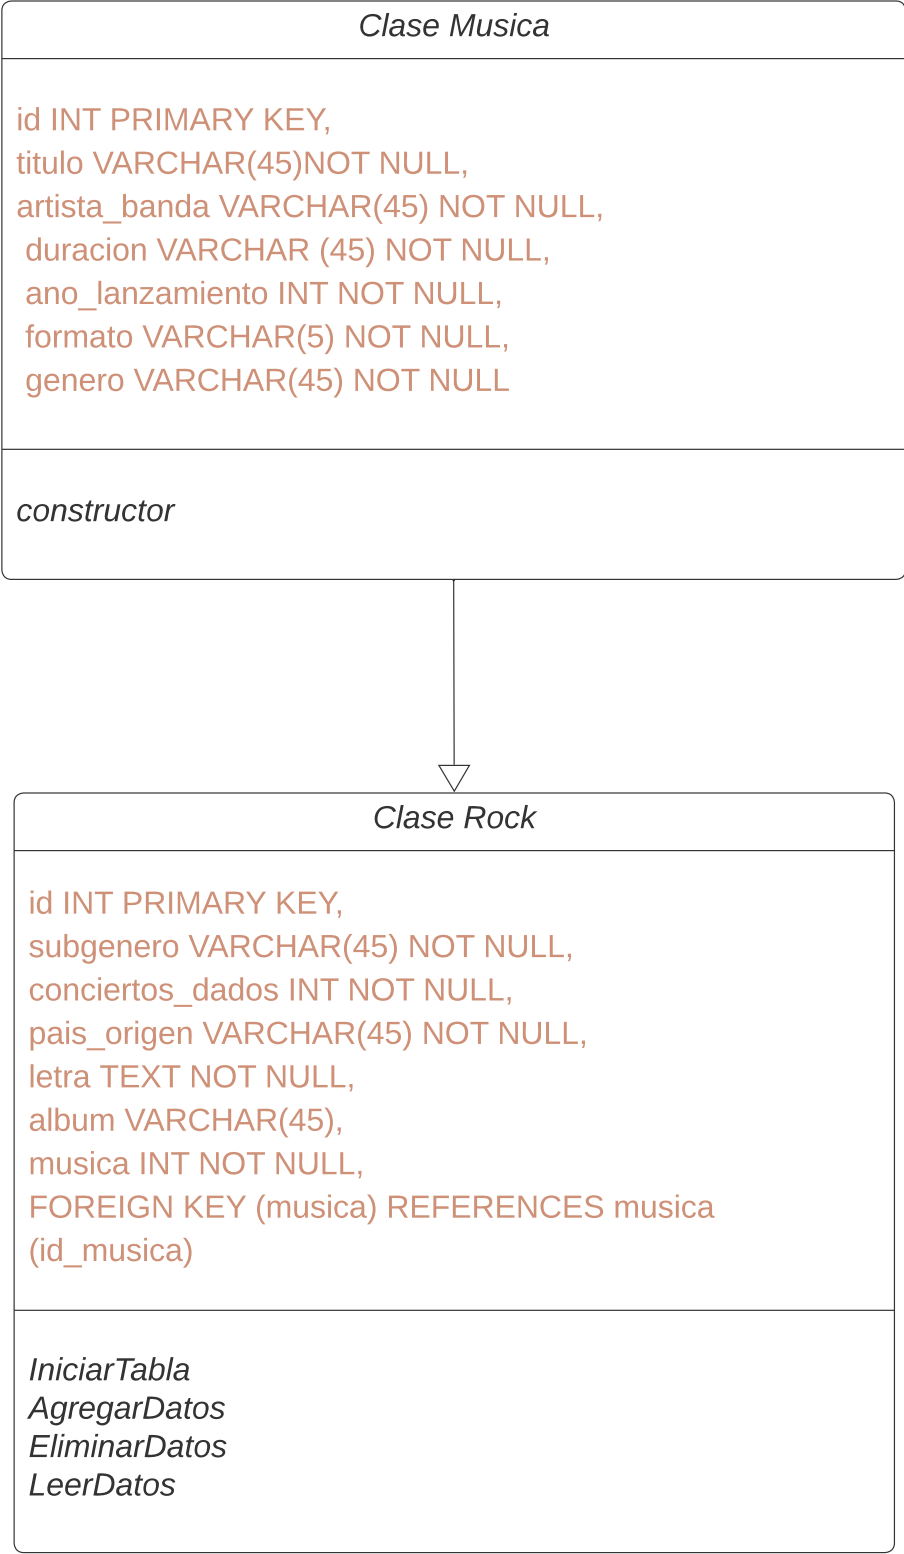 Clase Musica
id INT PRIMARY KEY,
titulo VARCHAR(45)NOT NULL,
artista_banda VARCHAR(45) NOT NULL,
duracion VARCHAR (45) NOT NULL,
ano_lanzamiento INT NOT NULL,
formato VARCHAR(5) NOT NULL,
genero VARCHAR(45) NOT NULL
constructor
Clase Rock
id INT PRIMARY KEY,
subgenero VARCHAR(45) NOT NULL,
conciertos_dados INT NOT NULL,
pais_origen VARCHAR(45) NOT NULL,
letra TEXT NOT NULL,
album VARCHAR(45),
musica INT NOT NULL,
FOREIGN KEY (musica) REFERENCES musica
(id_musica)
IniciarTabla
AgregarDatos
EliminarDatos
LeerDatos